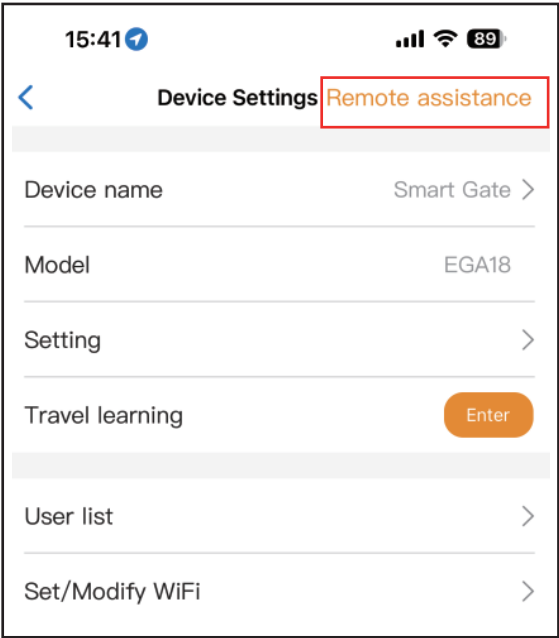 15:41 89
Device Settings Remote assistance
Device name Smart Gate
Model EGA18
Setting
Travel learning Enter
User list
Set/Modify WiFi